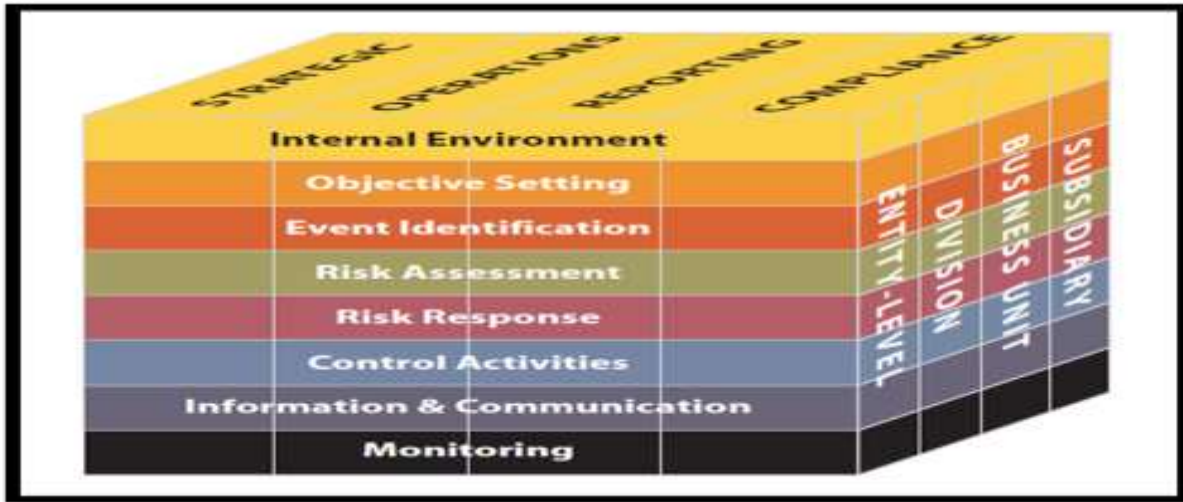 STRATEGIC
OPERATIONS
REPORTING
COMPLIANCE
Internal Environment
Objective Setting
Event Identification
Risk Assessment
Risk Response
Control Activities
Information & Communication
Monitoring
ENTITY-LEVEL
DIVISION
BUSINESS UNIT
SUBSIDIARY